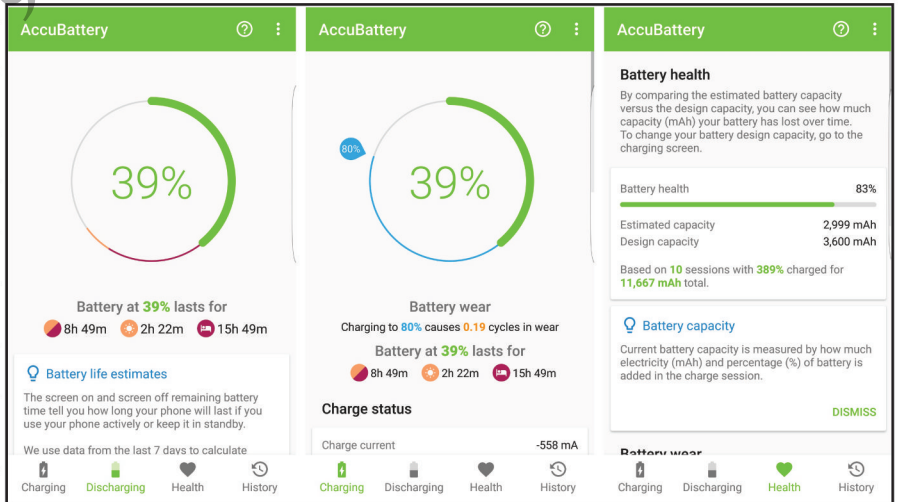 AccuBattery
39%
Battery at 39% lasts for
8h 49m 2h 22m 15h 49m
Battery life estimates
The screen on and screen off remaining battery
time tell you how long your phone will last if you
use your phone actively or keep it in standby.
We use data from the last 7 days to calculate
Charging Discharging Health History
AccuBattery
80%
39%
Battery wear
Charging to 80% causes 0.19 cycles in wear
Battery at 39% lasts for
8h 49m 2h 22m 15h 49m
Charge status
Charge current -558 mA
Charging Discharging Health History
AccuBattery
Battery health
By comparing the estimated battery capacity
versus the design capacity, you can see how much
capacity (mAh) your battery has lost over time.
To change your battery design capacity, go to the
charging screen.
Battery health 83%
Estimated capacity 2,999 mAh
Design capacity 3,600 mAh
Based on 10 sessions with 389% charged for
11,667 mAh total.
Battery capacity
Current battery capacity is measured by how much
electricity (mAh) and percentage (%) of battery is
added in the charge session.
DISMISS
Battery wear
Charging Discharging Health History